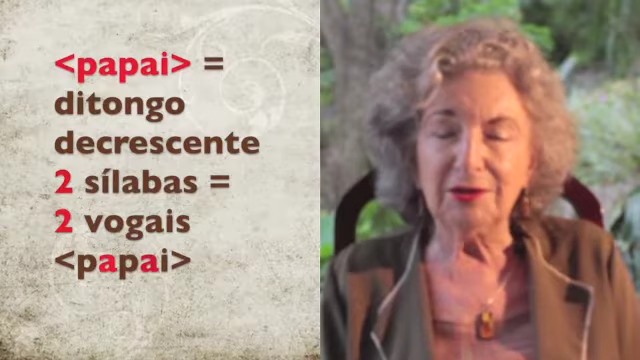 <papai> =
ditongo
decrescente
2 sílabas =
2 vogais
<papai>